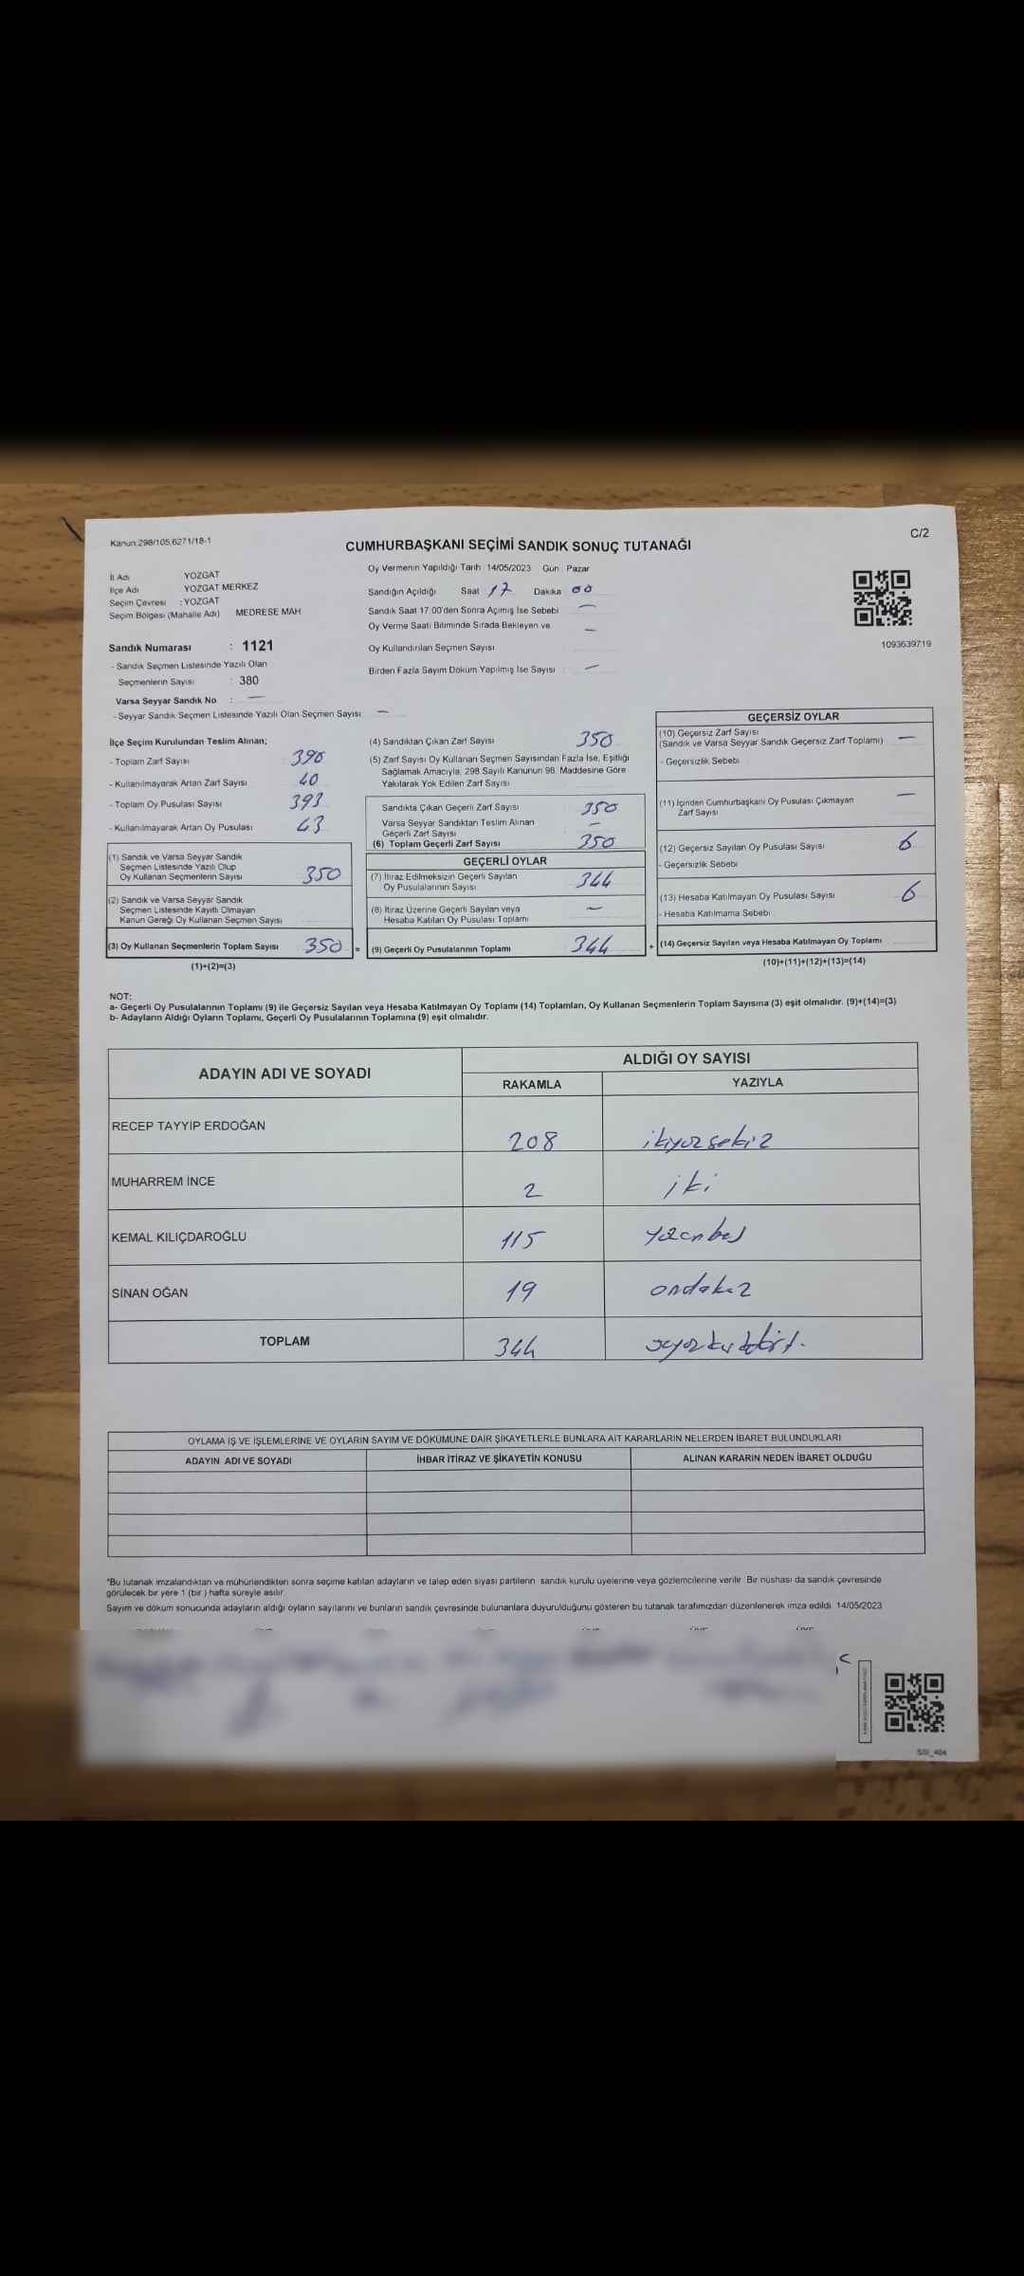 Kanun:298/105,6271/18-1
C/2
CUMHURBAŞKANI SEÇİMİ SANDIK SONUÇ TUTANAĞI
İl Adı YOZGAT
İlçe Adı YOZGAT MERKEZ
Seçim Çevresi : YOZGAT
Seçim Bölgesi (Mahalle Adı) MEDRESE MAH
Oy Vermenin Yapıldığı Tarih 14/05/2023 Gün Pazar
Sandığın Açıldığı Saat 17 Dakika 00
Sandık Saat 17:00'den Sonra Açımış İse Sebebi —
Oy Verme Saati Bitiminde Sırada Bekleyen ve
Oy Kullandırılan Seçmen Sayısı —
Birden Fazla Sayım Döküm Yapılmış İse Sayısı —
1093639719
Sandık Numarası : 1121
- Sandık Seçmen Listesinde Yazılı Olan
Seçmenlerin Sayısı : 380
Varsa Seyyar Sandık No : —
- Seyyar Sandık Seçmen Listesinde Yazılı Olan Seçmen Sayısı —
İlçe Seçim Kurulundan Teslim Alınan;
- Toplam Zarf Sayısı 390
- Kullanılmayarak Artan Zarf Sayısı 40
- Toplam Oy Pusulası Sayısı 393
- Kullanılmayarak Artan Oy Pusulası 43
(1) Sandık ve Varsa Seyyar Sandık
Seçmen Listesinde Yazılı Olup
Oy Kullanan Seçmenlerin Sayısı 350
(2) Sandık ve Varsa Seyyar Sandık
Seçmen Listesinde Kayıtlı Olmayan
Kanun Gereği Oy Kullanan Seçmen Sayısı
(3) Oy Kullanan Seçmenlerin Toplam Sayısı 350 =
(1)+(2)=(3)
(4) Sandıktan Çıkan Zarf Sayısı 350
(5) Zarf Sayısı Oy Kullanan Seçmen Sayısından Fazla İse, Eşitliği
Sağlamak Amacıyla, 298 Sayılı Kanunun 98. Maddesine Göre
Yakılarak Yok Edilen Zarf Sayısı
Sandıkta Çıkan Geçerli Zarf Sayısı 350
Varsa Seyyar Sandıktan Teslim Alınan
Geçerli Zarf Sayısı —
(6) Toplam Geçerli Zarf Sayısı 350
GEÇERLİ OYLAR
(7) İtiraz Edilmeksizin Geçerli Sayılan
Oy Pusulalarının Sayısı 344
(8) İtiraz Üzerine Geçerli Sayılan veya
Hesaba Katılan Oy Pusulası Toplamı —
(9) Geçerli Oy Pusulalarının Toplamı 344 +
GEÇERSİZ OYLAR
(10) Geçersiz Zarf Sayısı
(Sandık ve Varsa Seyyar Sandık Geçersiz Zarf Toplamı) —
- Geçersizlik Sebebi
(11) İçinden Cumhurbaşkanı Oy Pusulası Çıkmayan
Zarf Sayısı —
(12) Geçersiz Sayılan Oy Pusulası Sayısı 6
- Geçersizlik Sebebi
(13) Hesaba Katılmayan Oy Pusulası Sayısı 6
- Hesaba Katılmama Sebebi
(14) Geçersiz Sayılan veya Hesaba Katılmayan Oy Toplamı
(10)+(11)+(12)+(13)=(14)
NOT:
a- Geçerli Oy Pusulalarının Toplamı (9) ile Geçersiz Sayılan veya Hesaba Katılmayan Oy Toplamı (14) Toplamları, Oy Kullanan Seçmenlerin Toplam Sayısına (3) eşit olmalıdır. (9)+(14)=(3)
b- Adayların Aldığı Oyların Toplamı, Geçerli Oy Pusulalarının Toplamına (9) eşit olmalıdır.
ADAYIN ADI VE SOYADI ALDIĞI OY SAYISI
RAKAMLA YAZIYLA
RECEP TAYYİP ERDOĞAN 208 ikiyüzsekiz
MUHARREM İNCE 2 iki
KEMAL KILIÇDAROĞLU 115 yüzonbeş
SİNAN OĞAN 19 ondokuz
TOPLAM 344
OYLAMA İŞ VE İŞLEMLERİNE VE OYLARIN SAYIM VE DÖKÜMÜNE DAİR ŞİKAYETLERLE BUNLARA AİT KARARLARIN NELERDEN İBARET BULUNDUKLARI
ADAYIN ADI VE SOYADI İHBAR İTİRAZ VE ŞİKAYETİN KONUSU ALINAN KARARIN NEDEN İBARET OLDUĞU
*Bu tutanak imzalandıktan ve mühürlendikten sonra seçime katılan adayların ve talep eden siyasi partilerin sandık kurulu üyelerine veya gözlemcilerine verilir. Bir nüshası da sandık çevresinde
görülecek bir yere 1 (bir ) hafta süreyle asılır.
Sayım ve döküm sonucunda adayların aldığı oyların sayılarını ve bunların sandık çevresinde bulunanlara duyurulduğunu gösteren bu tutanak tarafımızdan düzenlenerek imza edildi. 14/05/2023